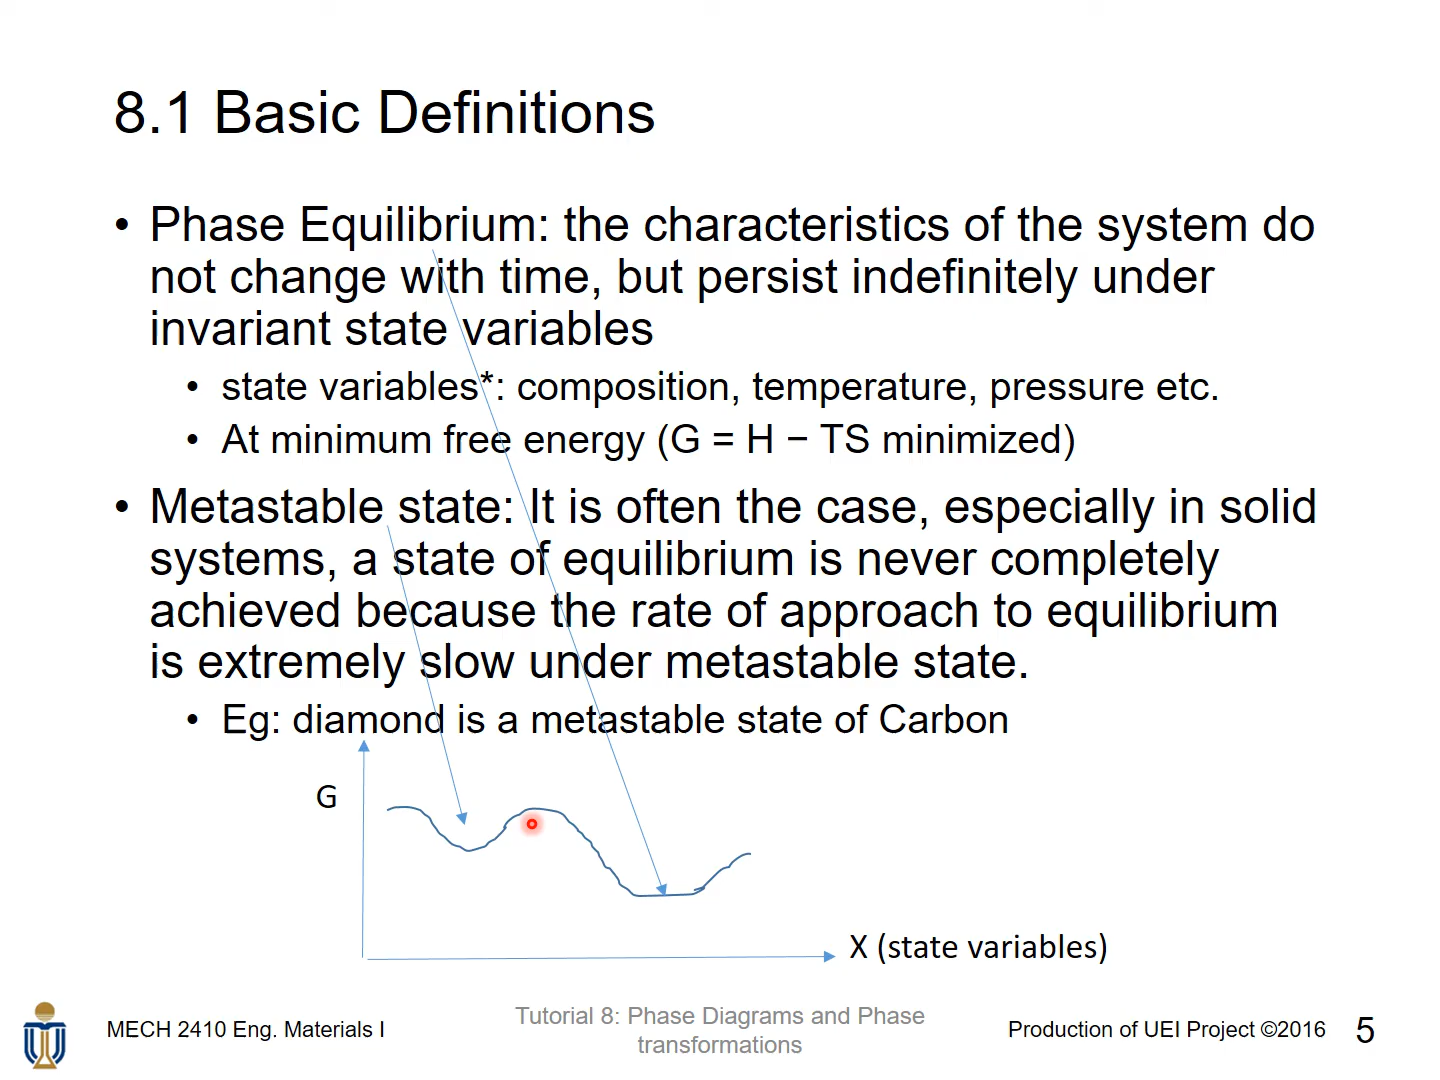 8.1 Basic Definitions
• Phase Equilibrium: the characteristics of the system do
not change with time, but persist indefinitely under
invariant state variables
• state variables*: composition, temperature, pressure etc.
• At minimum free energy (G = H − TS minimized)
• Metastable state: It is often the case, especially in solid
systems, a state of equilibrium is never completely
achieved because the rate of approach to equilibrium
is extremely slow under metastable state.
• Eg: diamond is a metastable state of Carbon
G
X (state variables)
MECH 2410 Eng. Materials I
Tutorial 8: Phase Diagrams and Phase
transformations
Production of UEI Project ©2016
5